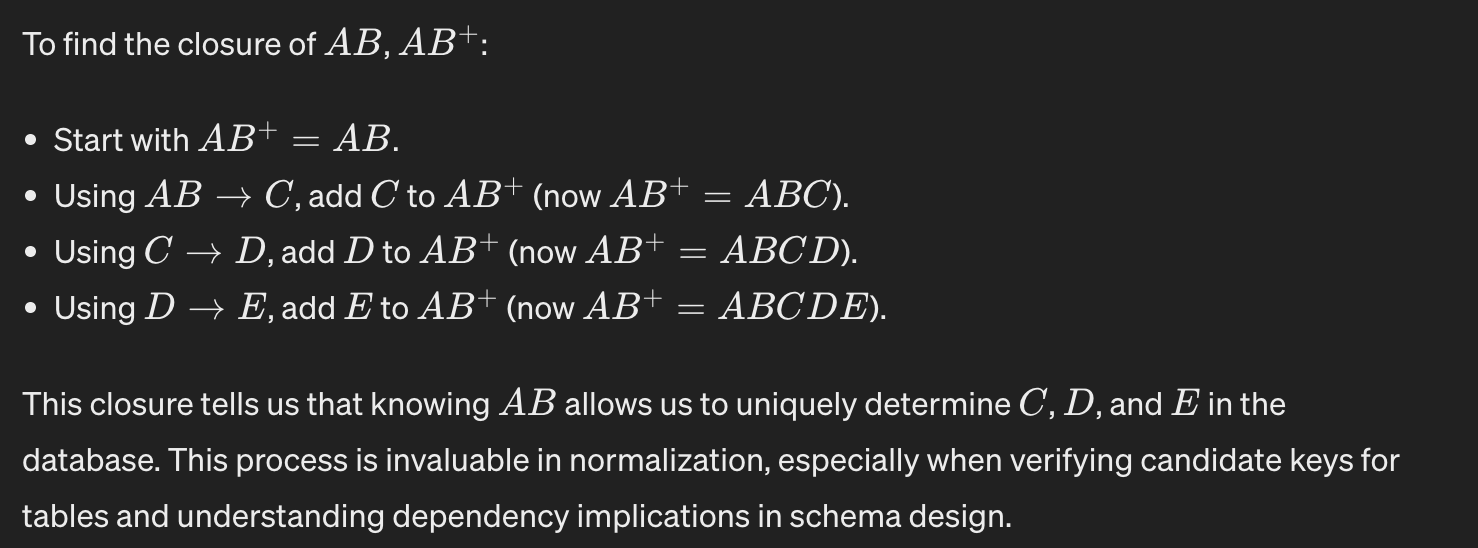 To find the closure of AB, AB⁺:
• Start with AB⁺ = AB.
• Using AB → C, add C to AB⁺ (now AB⁺ = ABC).
• Using C → D, add D to AB⁺ (now AB⁺ = ABCD).
• Using D → E, add E to AB⁺ (now AB⁺ = ABCDE).
This closure tells us that knowing AB allows us to uniquely determine C, D, and E in the
database. This process is invaluable in normalization, especially when verifying candidate keys for
tables and understanding dependency implications in schema design.